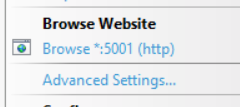 Browse Website
Browse *:5001 (http)
Advanced Settings...